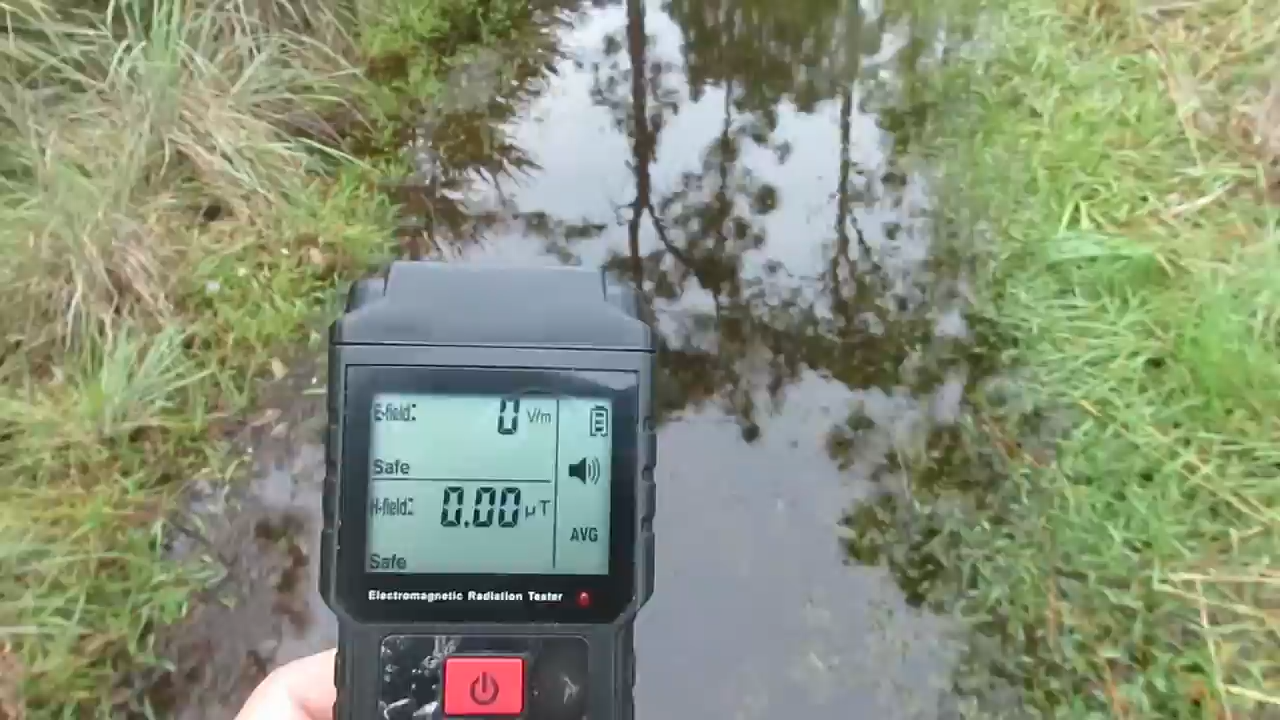 E-field: 0 V/m
Safe
H-field: 0.00 µT
AVG
Safe
Electromagnetic Radiation Tester